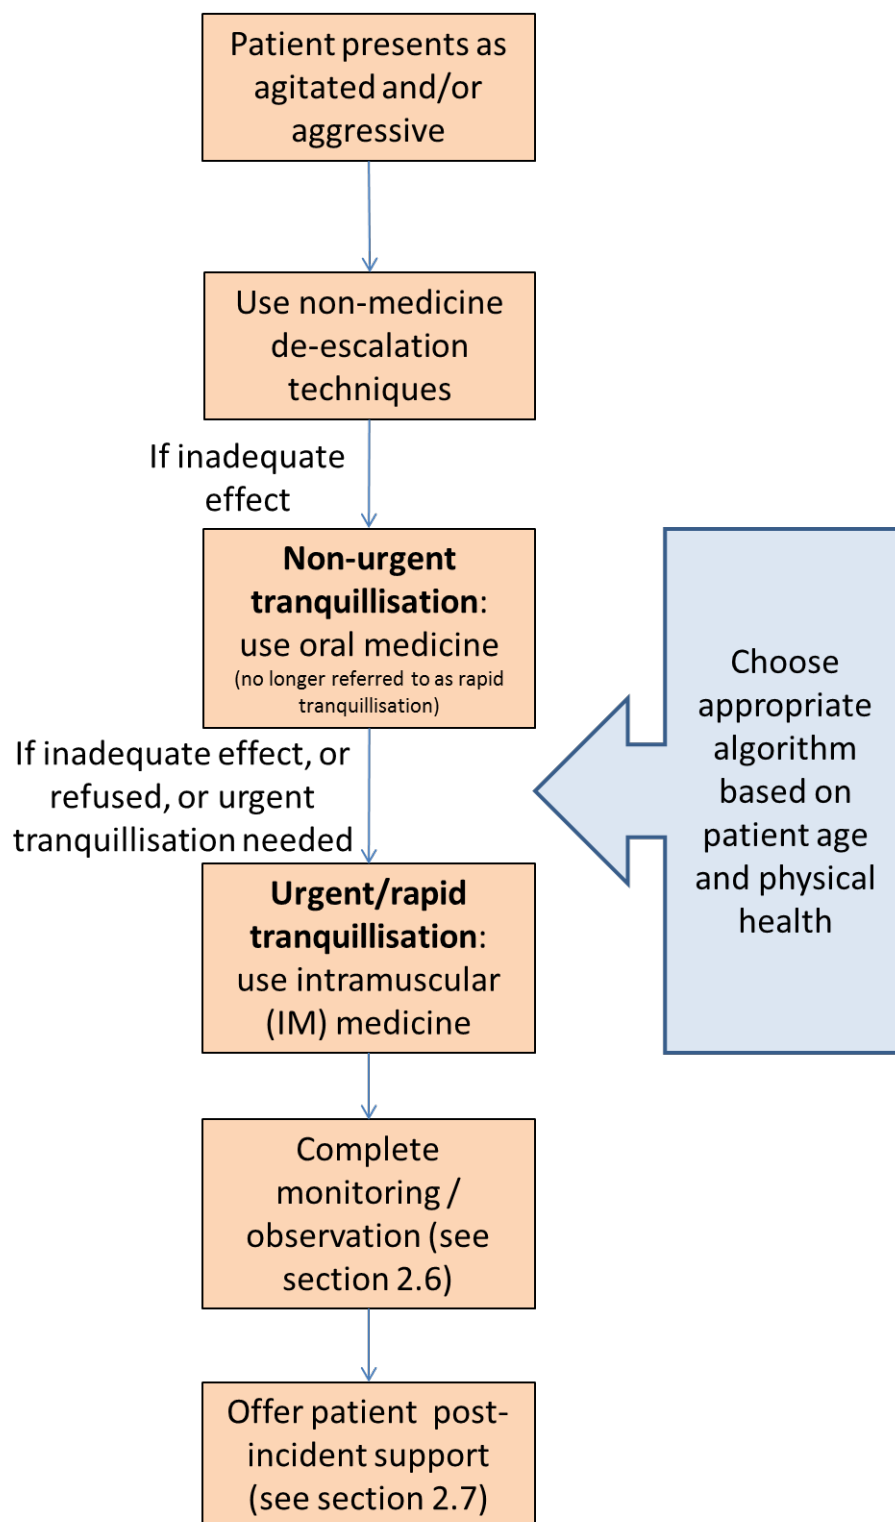 Patient presents as
agitated and/or
aggressive
Use non-medicine
de-escalation
techniques
If inadequate
effect
Non-urgent
tranquillisation:
use oral medicine
(no longer referred to as rapid
tranquillisation)
If inadequate effect, or
refused, or urgent
tranquillisation needed
Choose
appropriate
algorithm
based on
patient age
and physical
health
Urgent/rapid
tranquillisation:
use intramuscular
(IM) medicine
Complete
monitoring /
observation (see
section 2.6)
Offer patient post-
incident support
(see section 2.7)